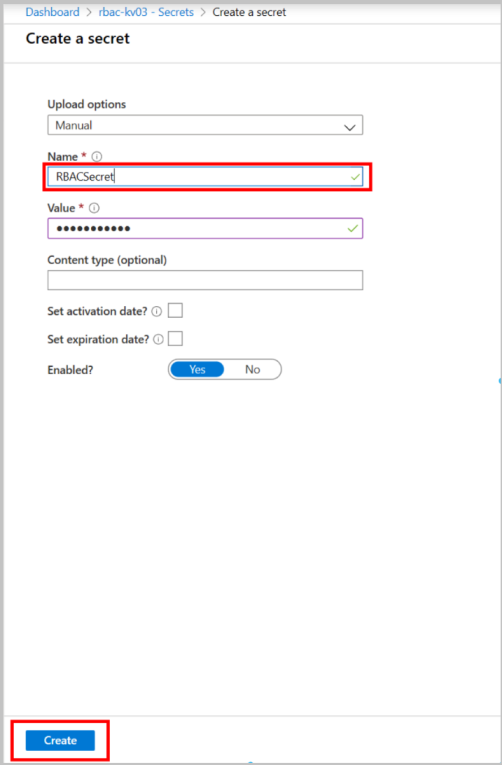 Dashboard > rbac-kv03 - Secrets > Create a secret
Create a secret
Upload options
Manual
Name *
RBACSecret
Value *
●●●●●●●●●●●
Content type (optional)
Set activation date?
Set expiration date?
Enabled? Yes No
Create